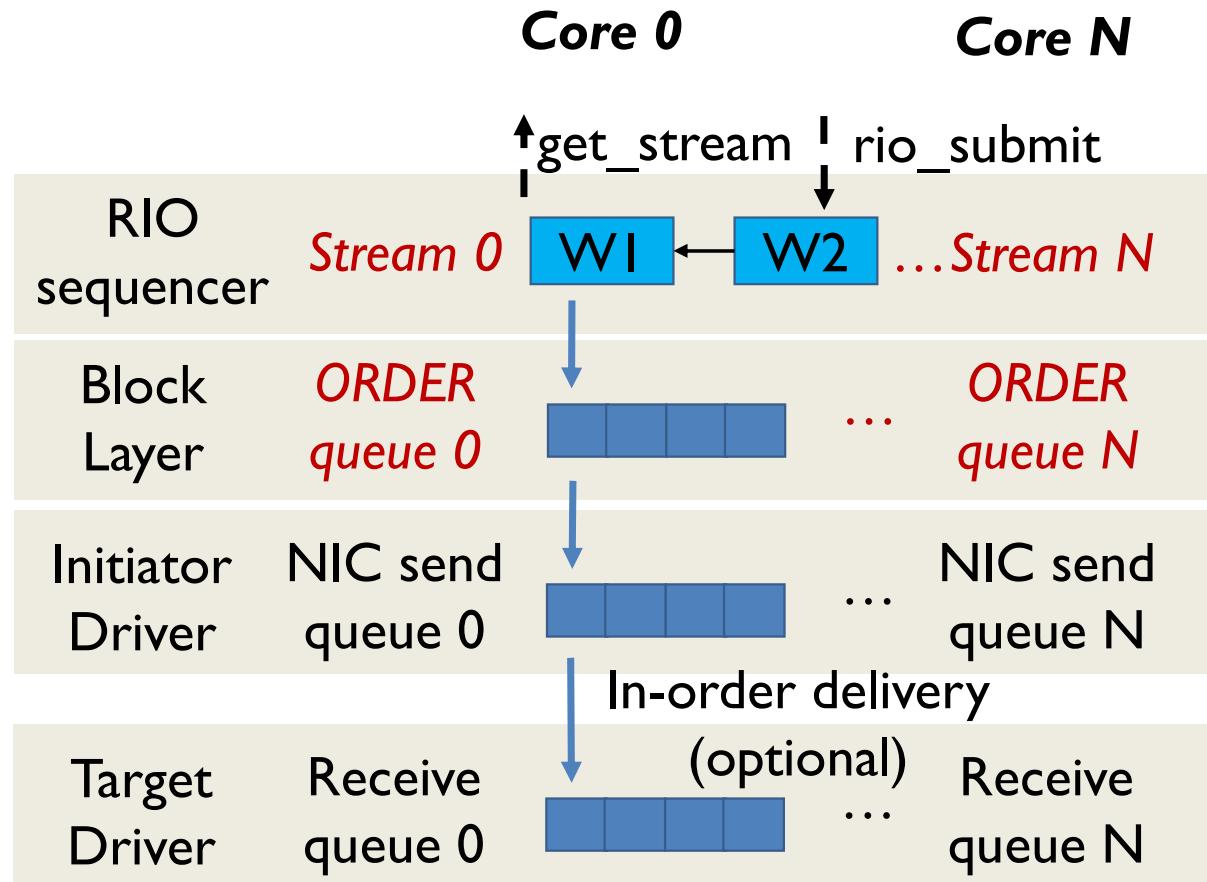 Core 0 Core N
get_stream rio_submit
RIO
sequencer
Stream 0 W1 W2 ...Stream N
Block
Layer
ORDER
queue 0
...
ORDER
queue N
Initiator
Driver
NIC send
queue 0
...
NIC send
queue N
In-order delivery
(optional)
Target
Driver
Receive
queue 0
...
Receive
queue N